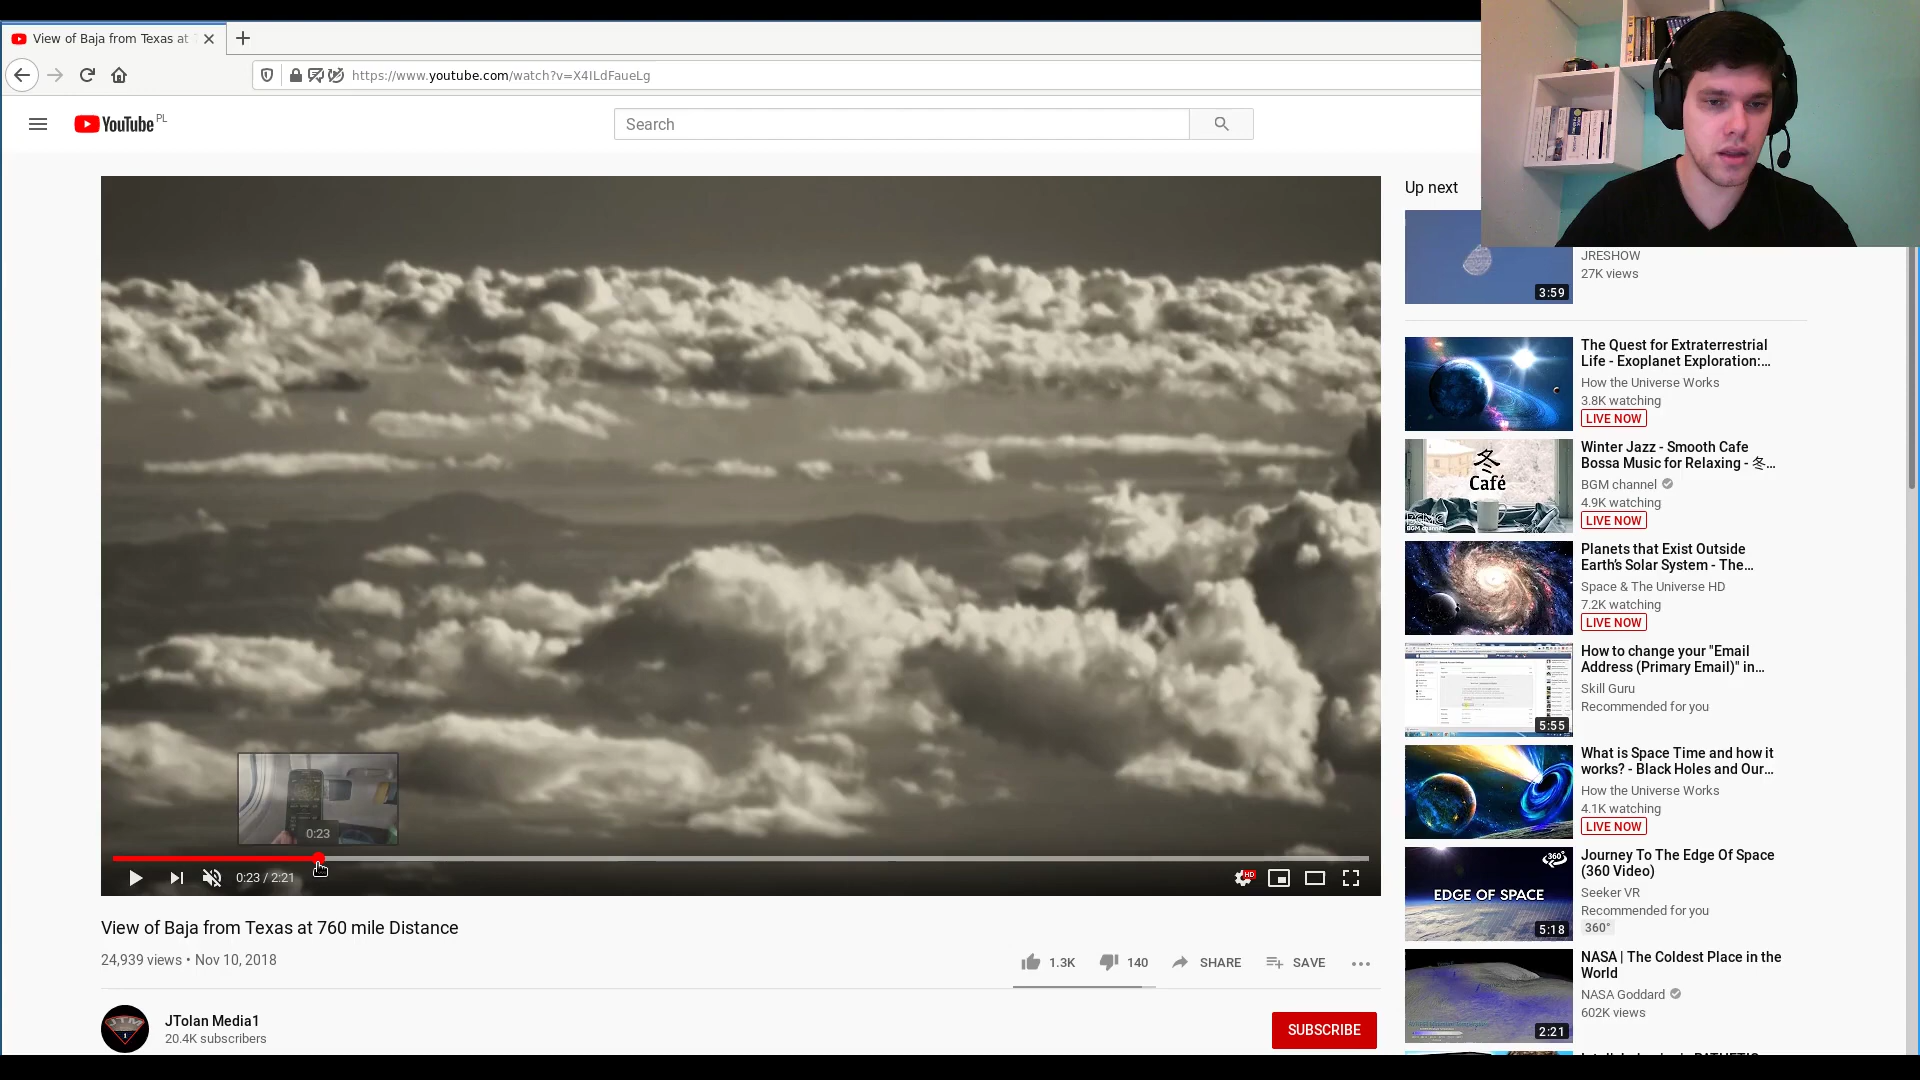 View of Baja from Texas at
https://www.youtube.com/watch?v=X4ILdFaueLg
YouTube PL
Search
Up next
JRESHOW
27K views
3:59
The Quest for Extraterrestrial
Life - Exoplanet Exploration:...
How the Universe Works
3.8K watching
LIVE NOW
冬
Café
BGM channel
Winter Jazz - Smooth Cafe
Bossa Music for Relaxing - 冬...
BGM channel
4.9K watching
LIVE NOW
Planets that Exist Outside
Earth's Solar System - The...
Space & The Universe HD
7.2K watching
LIVE NOW
How to change your "Email
Address (Primary Email)" in...
Skill Guru
Recommended for you
5:55
What is Space Time and how it
works? - Black Holes and Our...
How the Universe Works
4.1K watching
LIVE NOW
360°
EDGE OF SPACE
5:18
Journey To The Edge Of Space
(360 Video)
Seeker VR
Recommended for you
360°
NASA | The Coldest Place in the
World
NASA Goddard
602K views
2:21
0:23
0:23 / 2:21
HD
View of Baja from Texas at 760 mile Distance
24,939 views • Nov 10, 2018
1.3K
140
SHARE
SAVE
JTM
1
JTolan Media1
20.4K subscribers
SUBSCRIBE